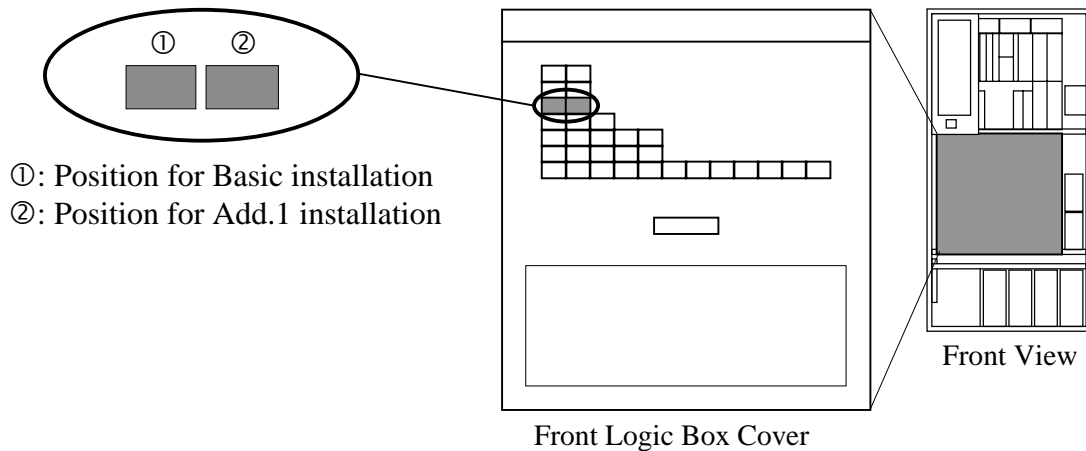 ① ②
①: Position for Basic installation
②: Position for Add.1 installation
Front View
Front Logic Box Cover